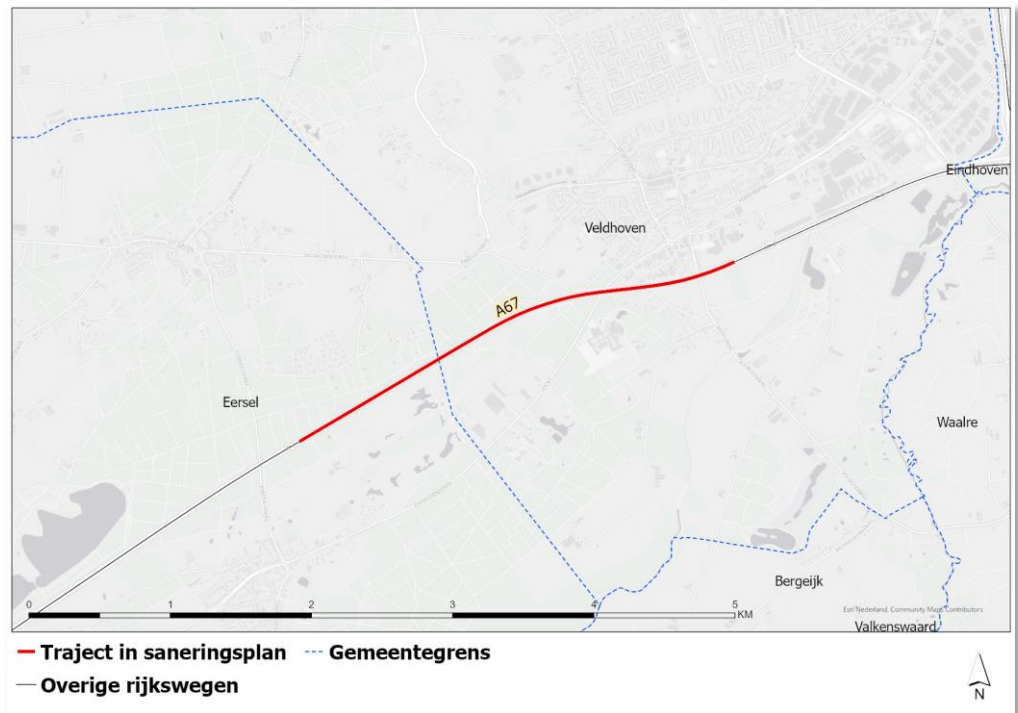 Eindhoven
Veldhoven
A67
Eersel
Waalre
Bergeijk
0 1 2 3 4 5
KM
Esri Nederland, Community Maps Contributors
Valkenswaard
Traject in saneringsplan Gemeentegrens
Overige rijkswegen
N